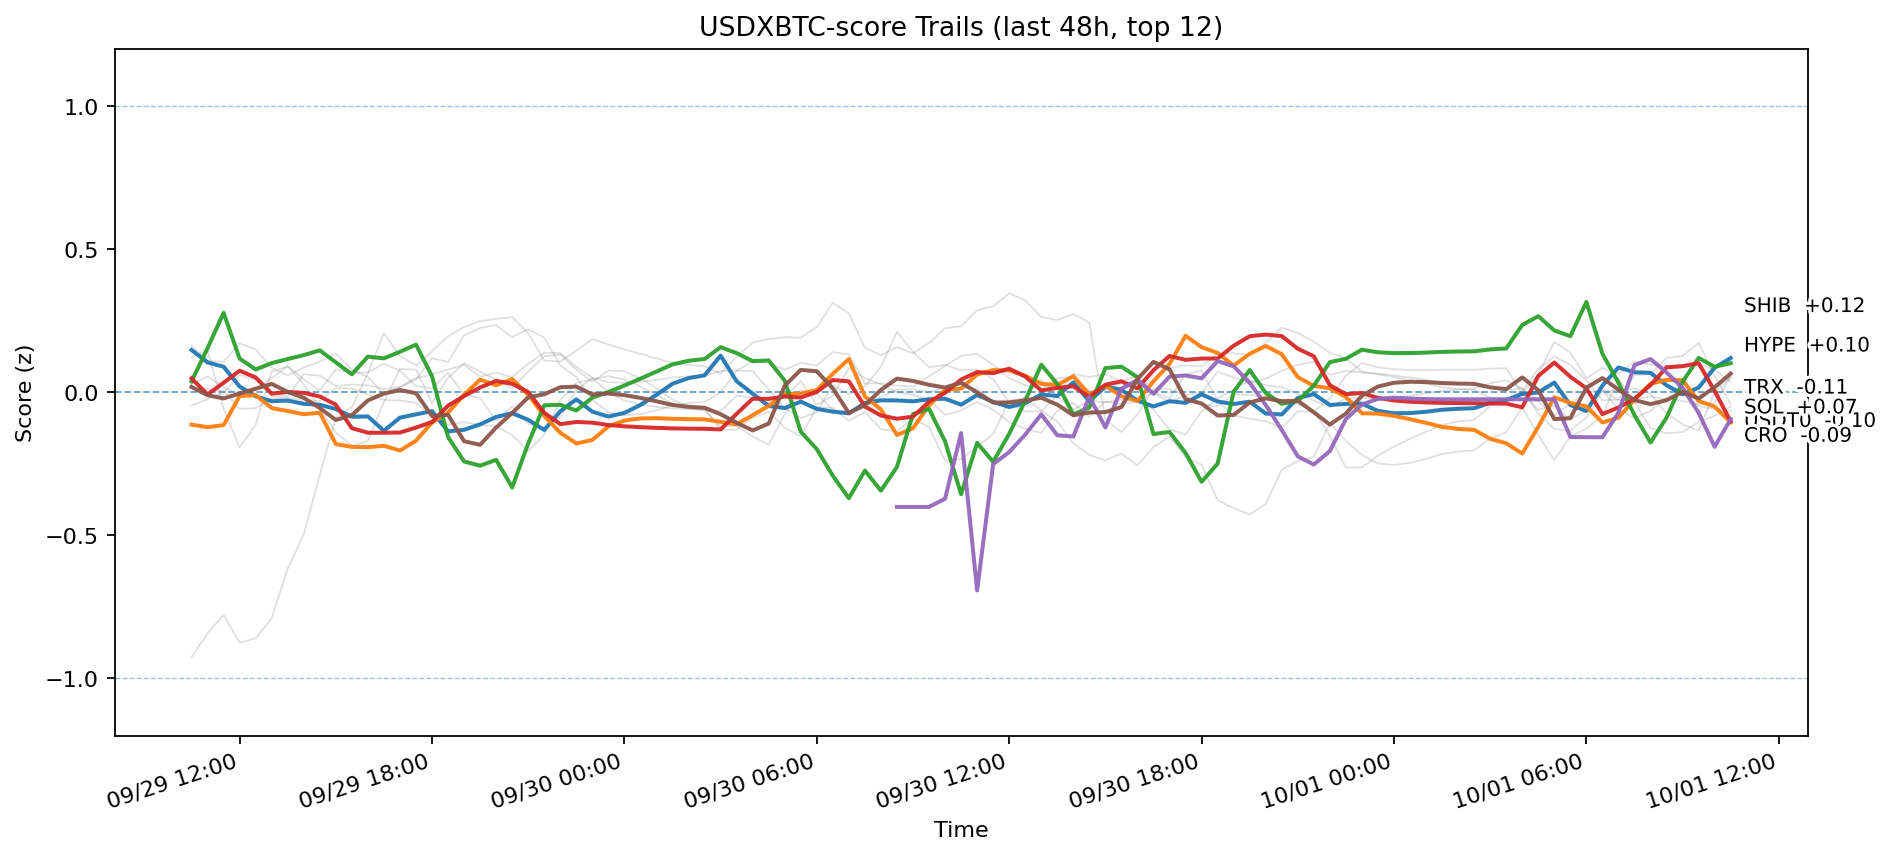 USDXBTC-score Trails (last 48h, top 12)
Score (z)
1.0
0.5
0.0
−0.5
−1.0
SHIB +0.12
HYPE +0.10
TRX -0.11
SOL +0.07
-0.10
CRO -0.09
09/29 12:00
09/29 18:00
09/30 00:00
09/30 06:00
09/30 12:00
09/30 18:00
10/01 00:00
10/01 06:00
10/01 12:00
Time